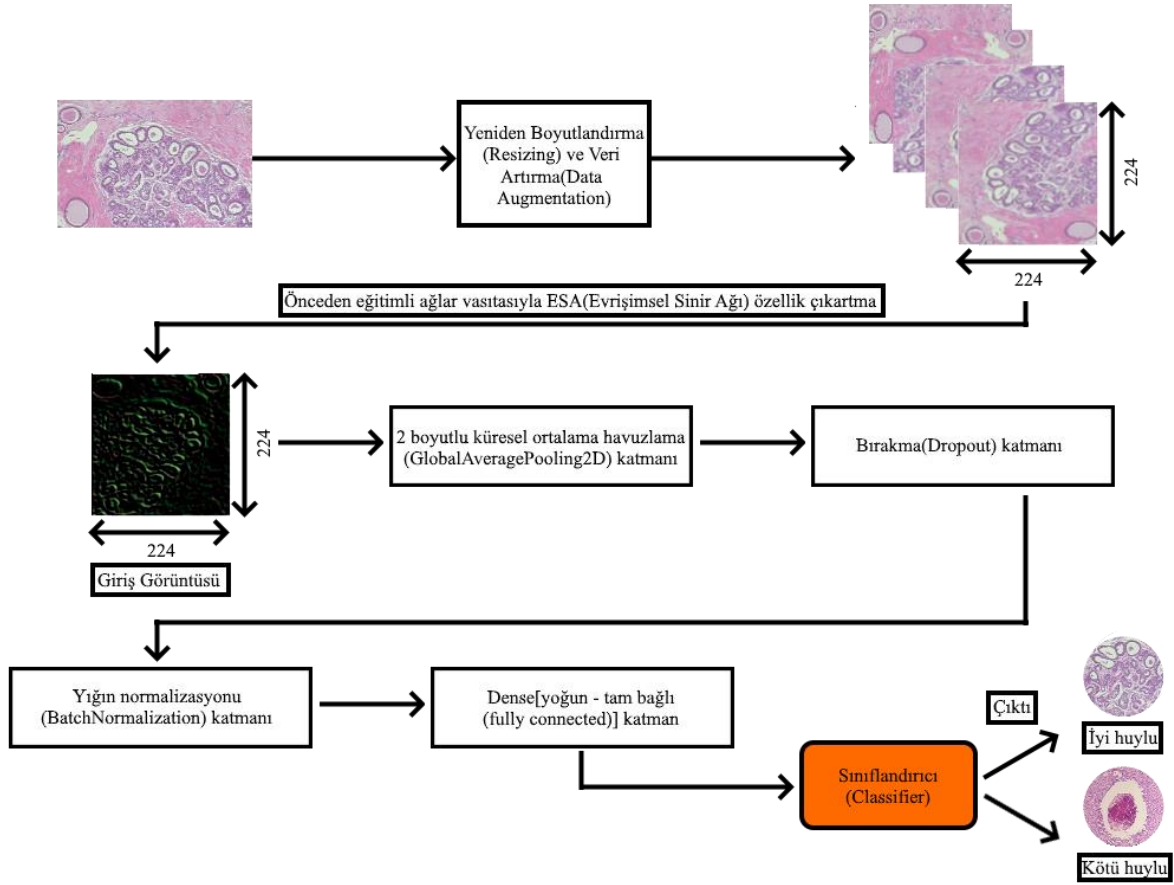 Yeniden Boyutlandırma
(Resizing) ve Veri
Artırma(Data
Augmentation)
224
224
Önceden eğitimli ağlar vasıtasıyla ESA(Evrişimsel Sinir Ağı) özellik çıkartma
224
224
Giriş Görüntüsü
2 boyutlu küresel ortalama havuzlama
(GlobalAveragePooling2D) katmanı
Bırakma(Dropout) katmanı
Yığın normalizasyonu
(BatchNormalization) katmanı
Dense[yoğun - tam bağlı
(fully connected)] katman
Sınıflandırıcı
(Classifier)
Çıktı
İyi huylu
Kötü huylu